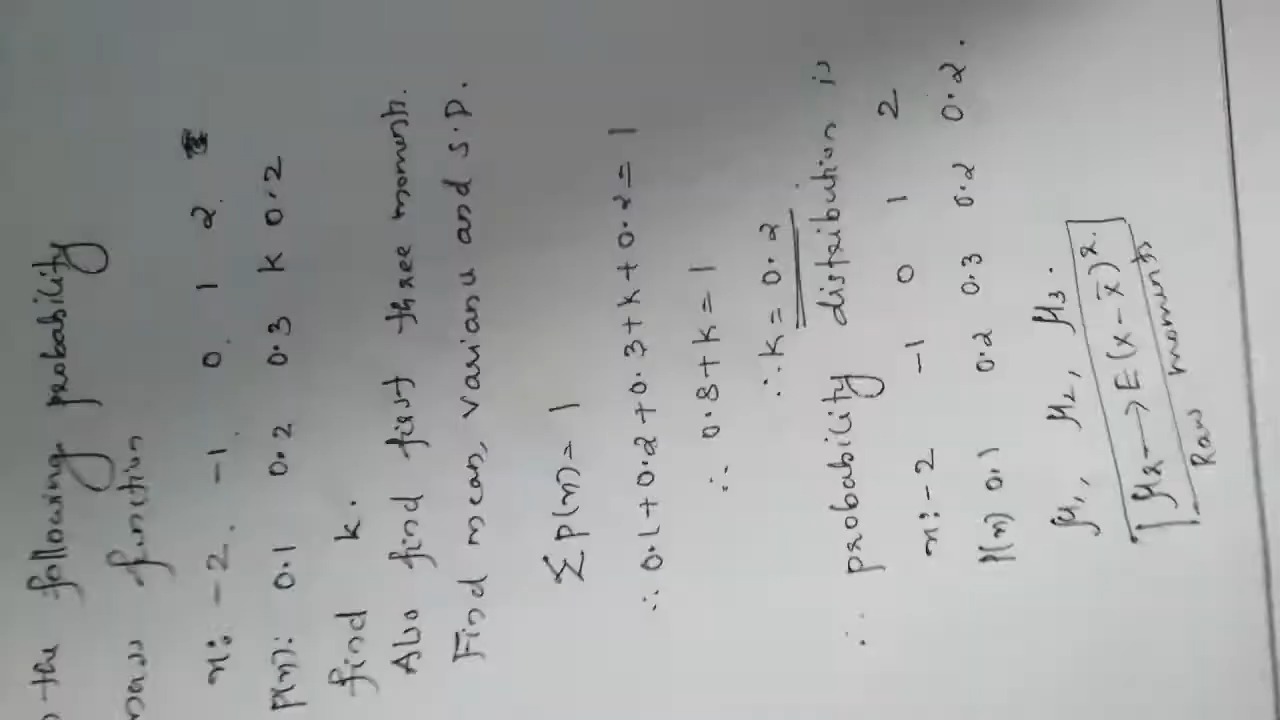 the following probability
mass function
x: -2. -1. 0. 1 2.
P(x): 0.1 0.2 0.3 K 0.2
find k.
Also find first three moments.
Find mean, variance and S.D.
∑ P(x) = 1
∴ 0.1 + 0.2 + 0.3 + K + 0.2 = 1
∴ 0.8 + K = 1
∴ K = 0.2
∴ probability distribution is
x: -2 -1 0 1 2
P(x) 0.1 0.2 0.3 0.2 0.2.
μ1, μ2, μ3.
μr → E(x - x̄)^r.
Raw moments